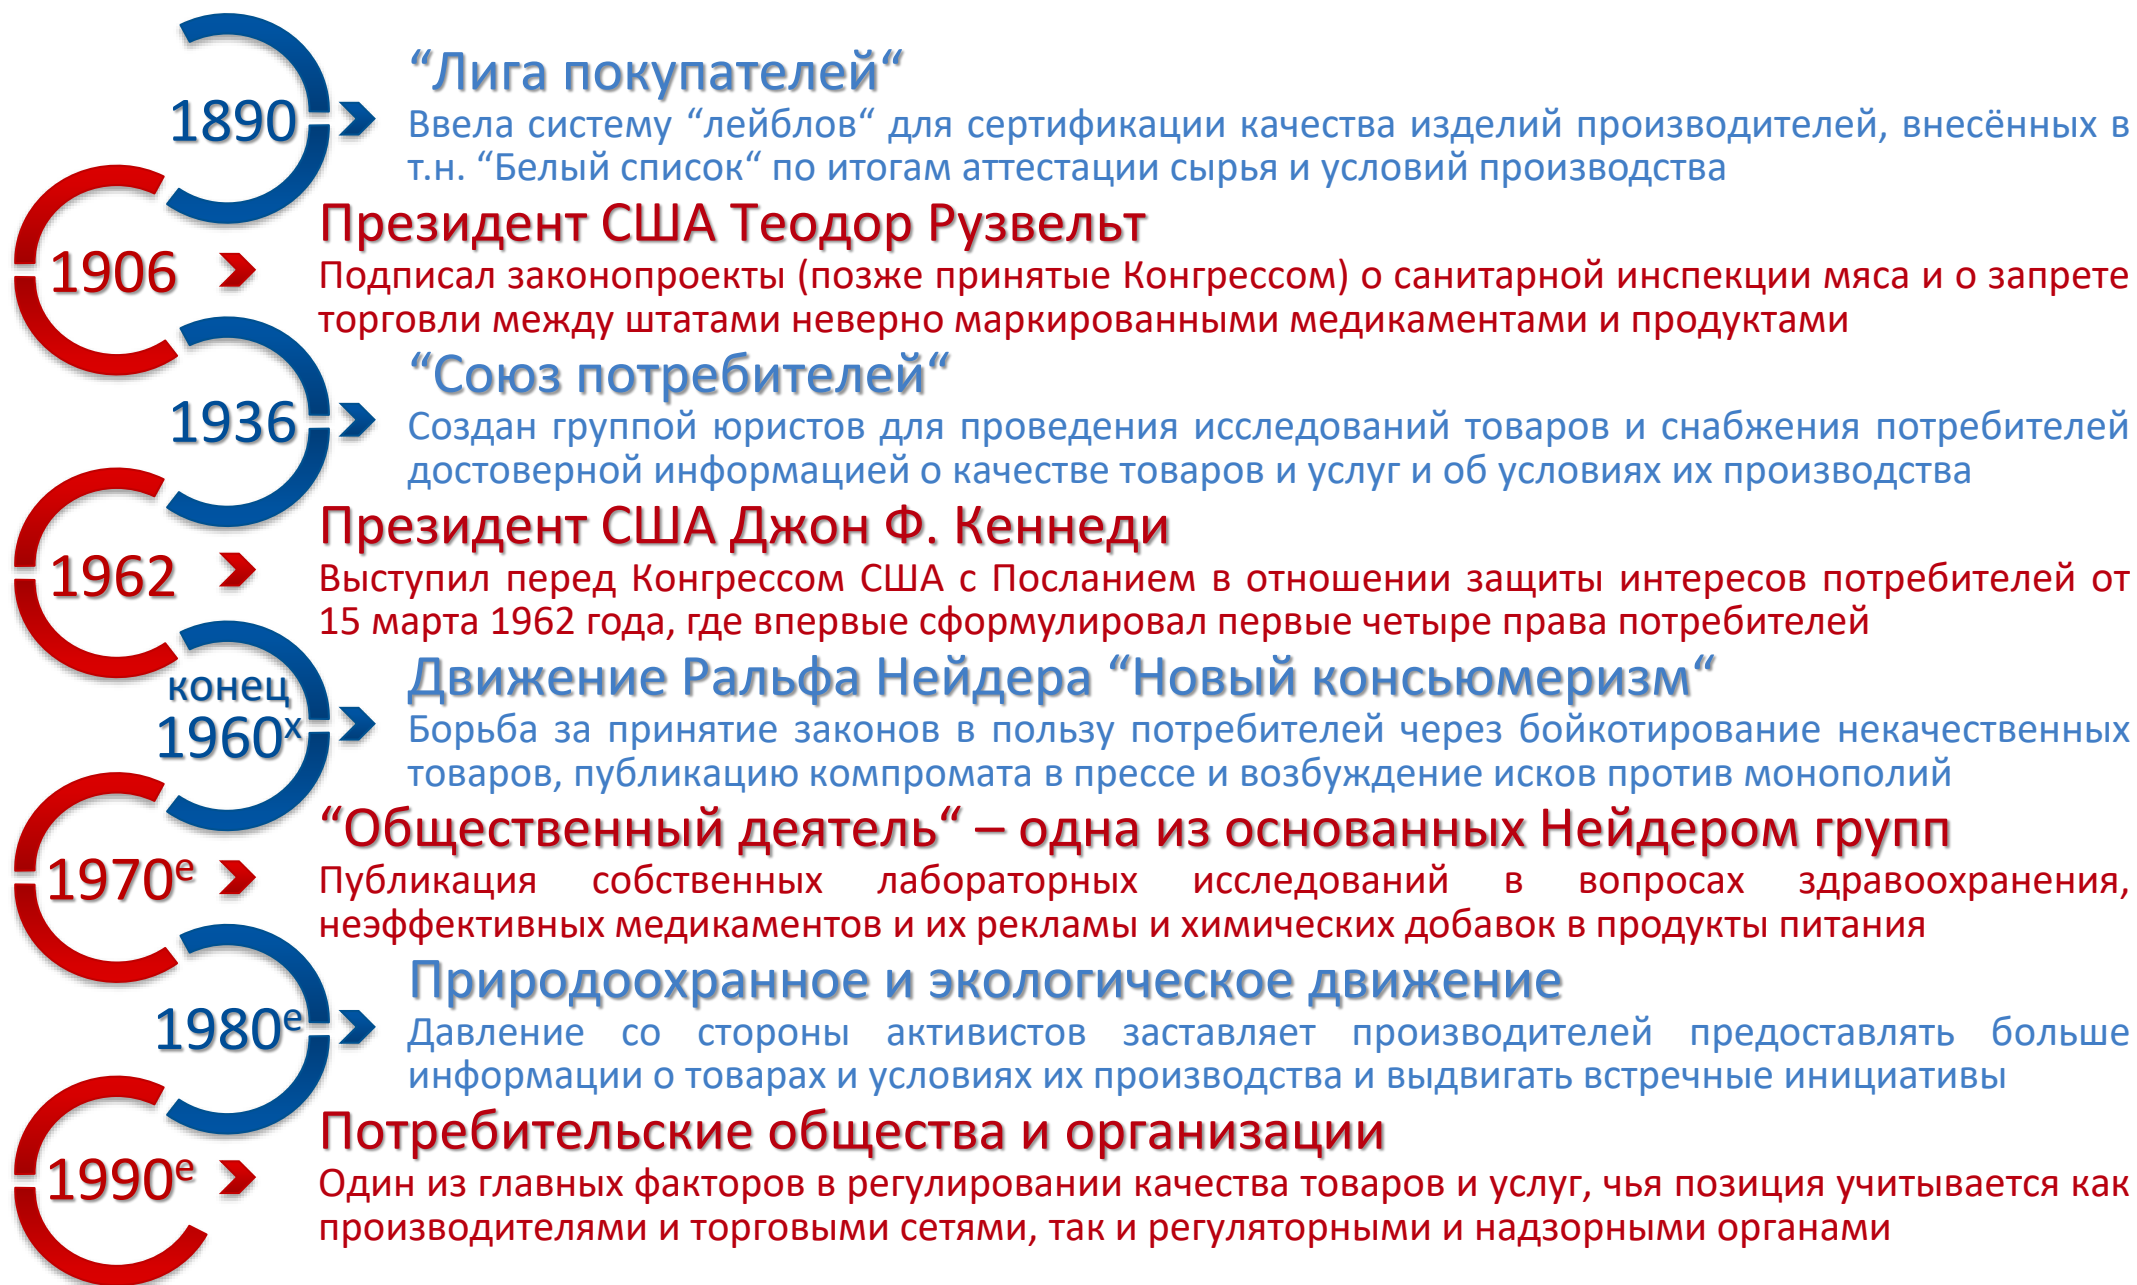 “Лига покупателей“
1890
Ввела систему “лейблов“ для сертификации качества изделий производителей, внесённых в
т.н. “Белый список“ по итогам аттестации сырья и условий производства
Президент США Теодор Рузвельт
1906
Подписал законопроекты (позже принятые Конгрессом) о санитарной инспекции мяса и о запрете
торговли между штатами неверно маркированными медикаментами и продуктами
“Союз потребителей“
1936
Создан группой юристов для проведения исследований товаров и снабжения потребителей
достоверной информацией о качестве товаров и услуг и об условиях их производства
Президент США Джон Ф. Кеннеди
1962
Выступил перед Конгрессом США с Посланием в отношении защиты интересов потребителей от
15 марта 1962 года, где впервые сформулировал первые четыре права потребителей
Движение Ральфа Нейдера “Новый консьюмеризм“
конец
1960х
Борьба за принятие законов в пользу потребителей через бойкотирование некачественных
товаров, публикацию компромата в прессе и возбуждение исков против монополий
“Общественный деятель“ – одна из основанных Нейдером групп
1970е
Публикация собственных лабораторных исследований в вопросах здравоохранения,
неэффективных медикаментов и их рекламы и химических добавок в продукты питания
Природоохранное и экологическое движение
1980е
Давление со стороны активистов заставляет производителей предоставлять больше
информации о товарах и условиях их производства и выдвигать встречные инициативы
Потребительские общества и организации
1990е
Один из главных факторов в регулировании качества товаров и услуг, чья позиция учитывается как
производителями и торговыми сетями, так и регуляторными и надзорными органами